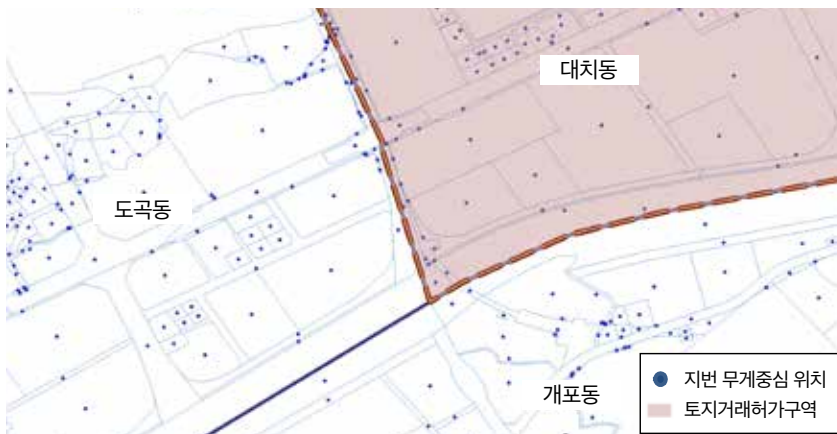 대치동
도곡동
개포동
지번 무게중심 위치
토지거래허가구역